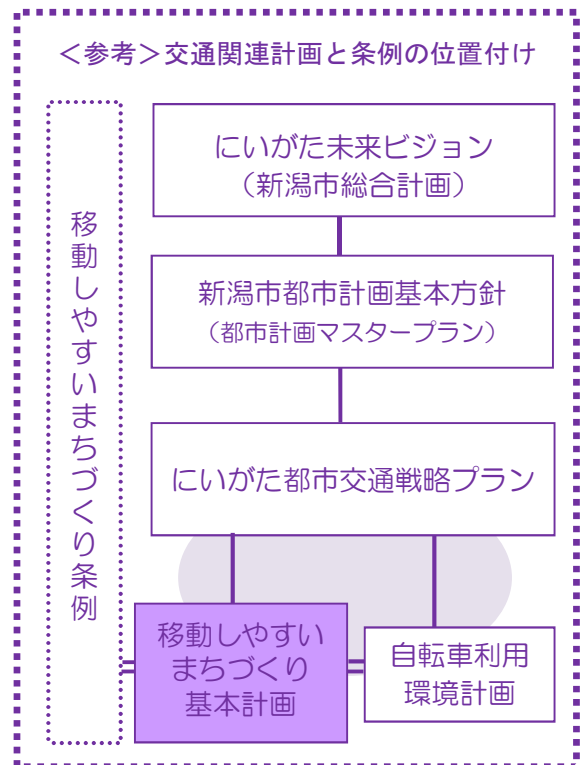 ＜参考＞交通関連計画と条例の位置付け
移動しやすいまちづくり条例
にいがた未来ビジョン
（新潟市総合計画）
新潟市都市計画基本方針
（都市計画マスタープラン）
にいがた都市交通戦略プラン
移動しやすい
まちづくり
基本計画
自転車利用
環境計画